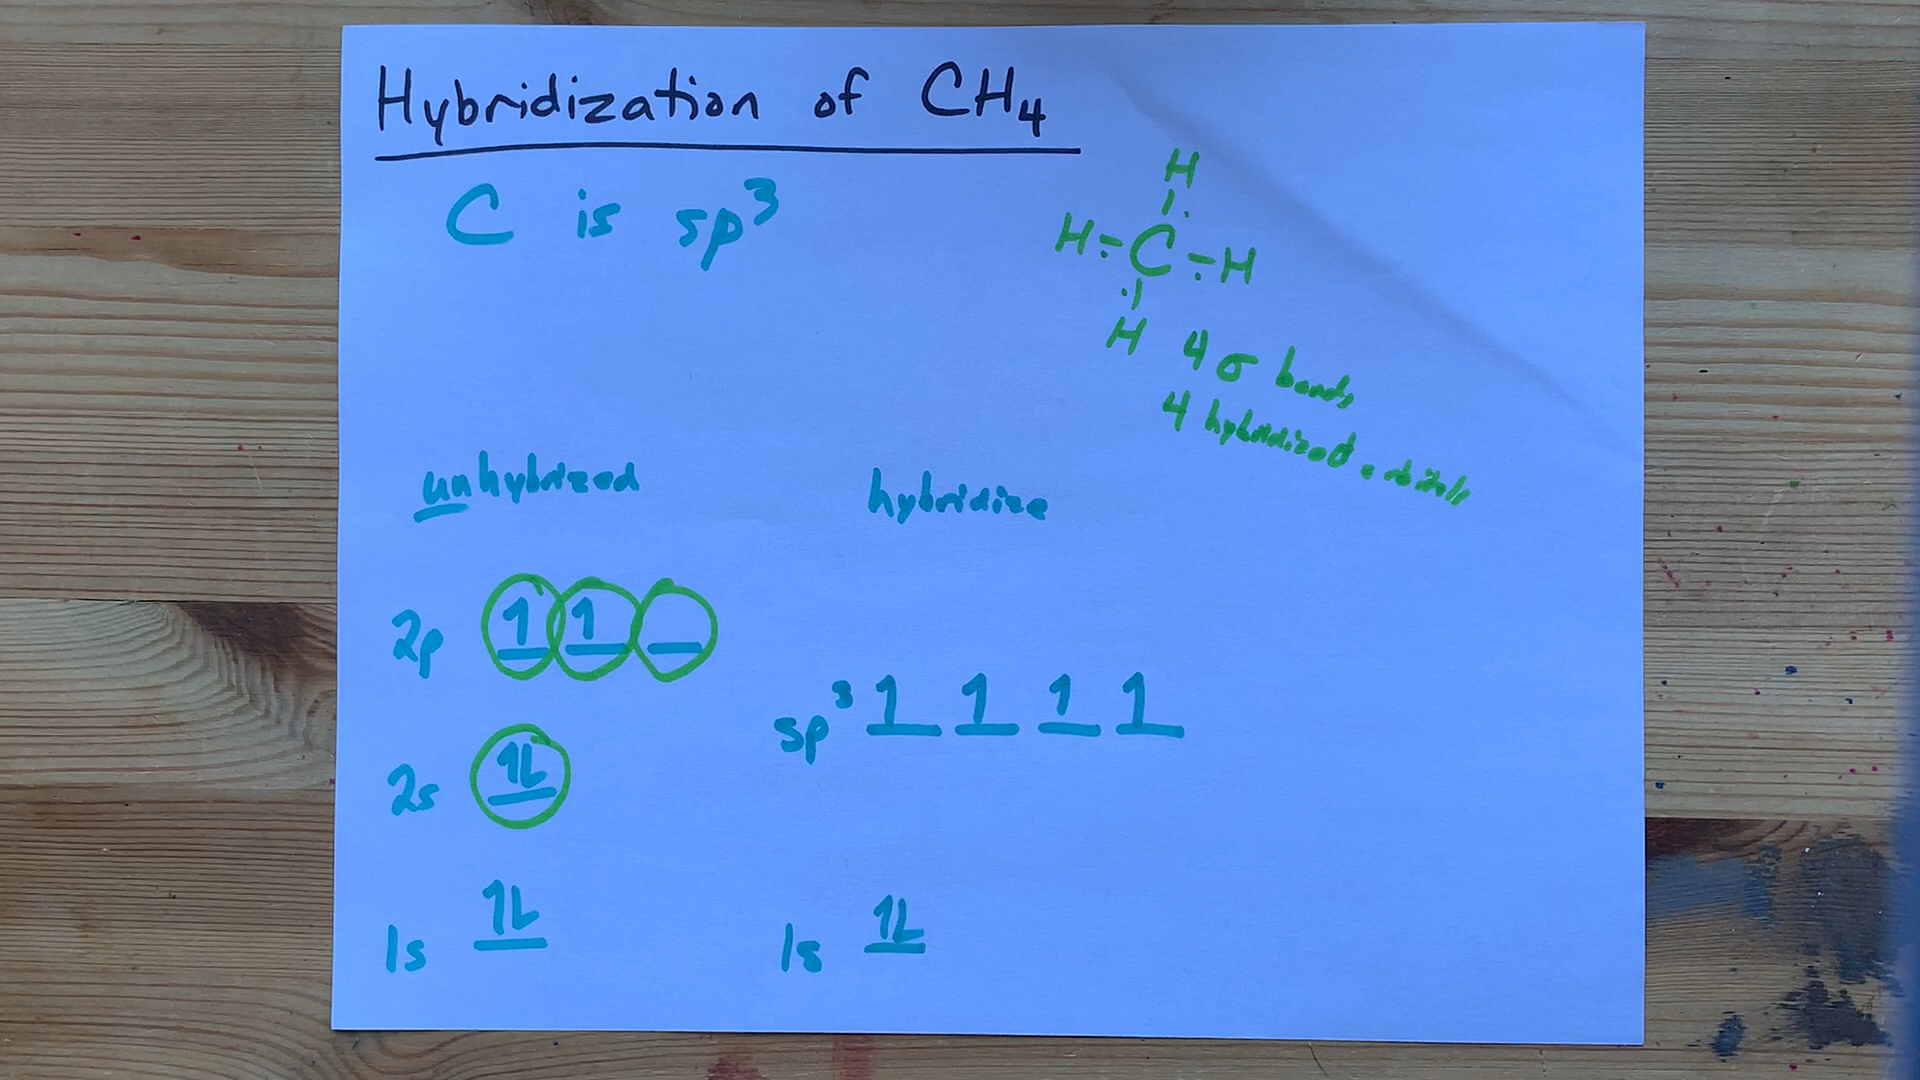 Hybridization of CH₄
C is sp³
H
H-C-H
H
4 σ bonds
4 hybridized orbitals
unhybrized
hybridize
2p 1 1
sp³ 1 1 1 1
2s 1L
1s 1L
1s 1L